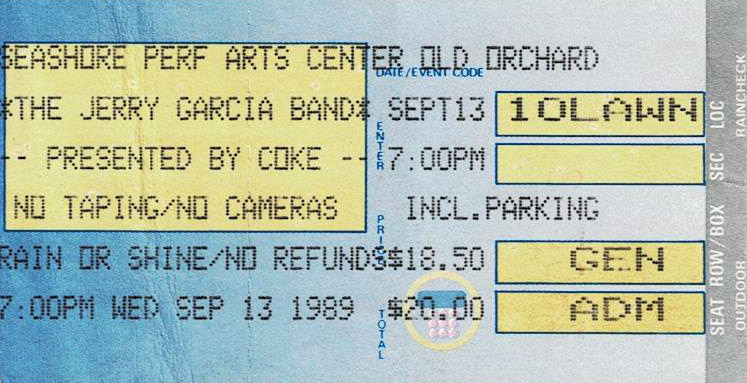 SEASHORE PERF ARTS CENTER OLD ORCHARD
DATE/EVENT CODE
*THE JERRY GARCIA BAND* SEPT13 10LAWN
-- PRESENTED BY COKE -- 7:00PM
NO TAPING/NO CAMERAS INCL.PARKING
RAIN OR SHINE/NO REFUNDS$18.50 GEN
7:00PM WED SEP 13 1989 $20.00 ADM
ENTER
PRICE
TOTAL
LOC
SEC
SEAT ROW/BOX
RAINCHECK
OUTDOOR